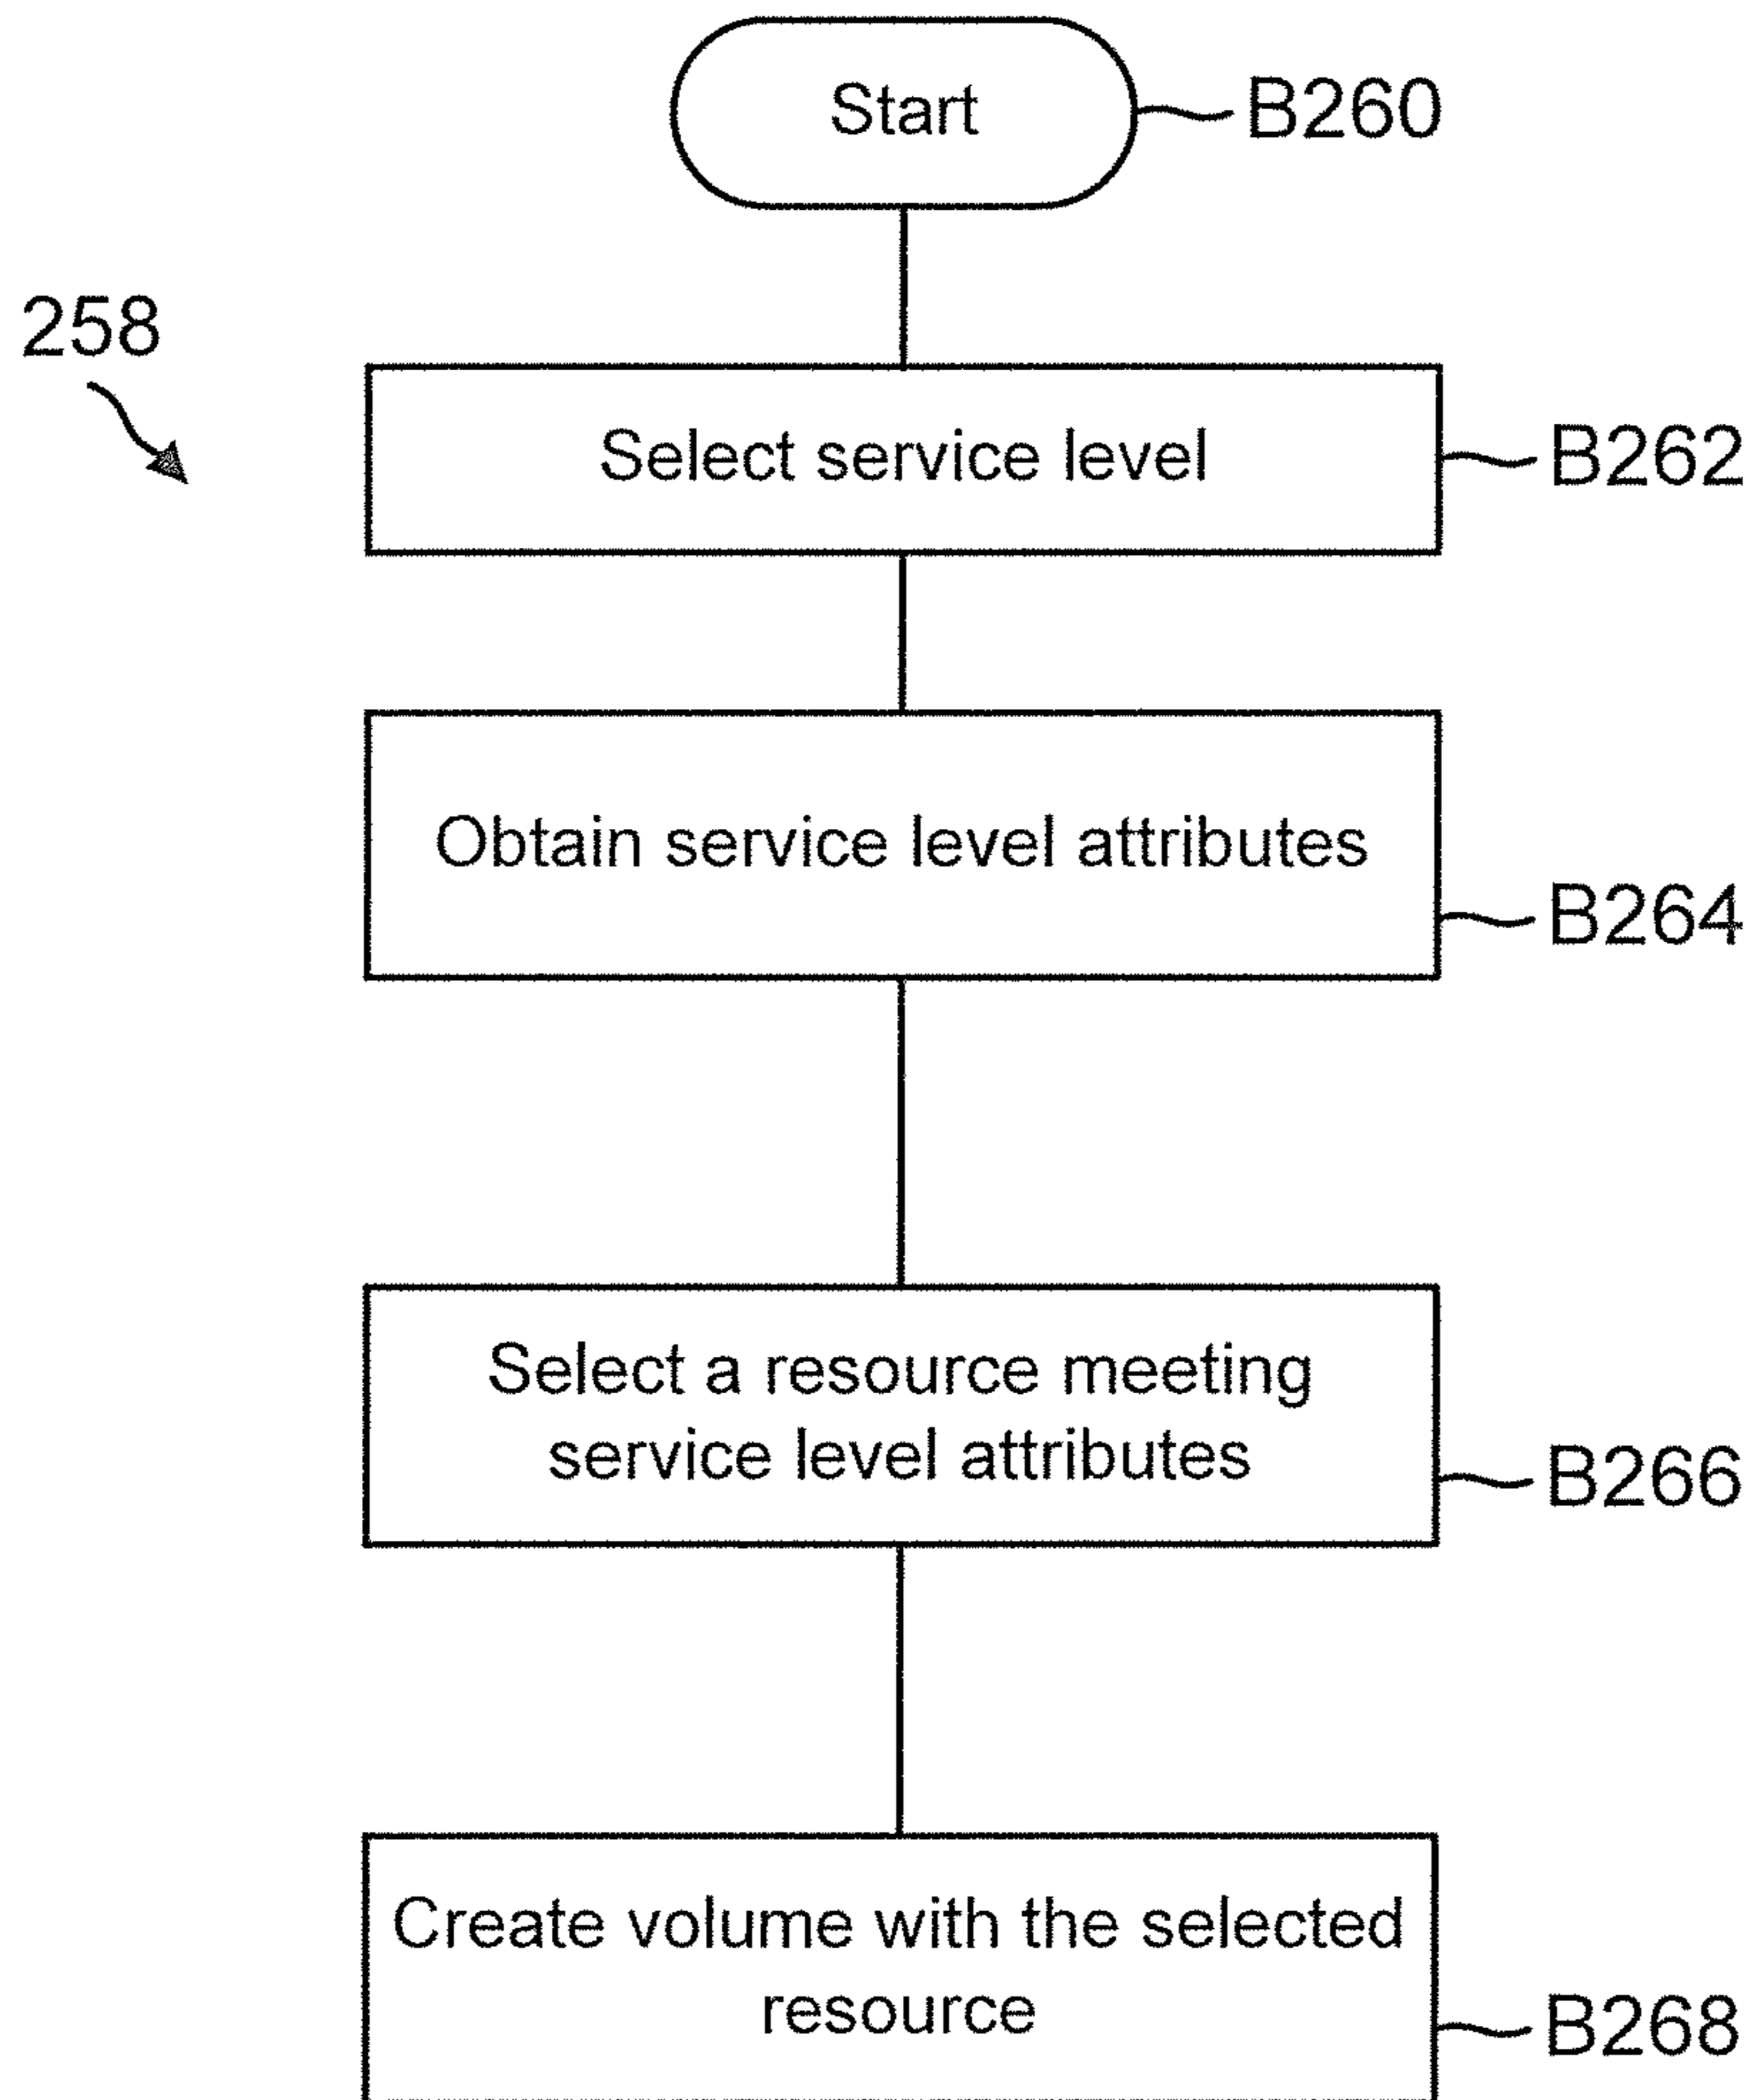 Start
B260
258
Select service level
B262
Obtain service level attributes
B264
Select a resource meeting
service level attributes
B266
Create volume with the selected
resource
B268